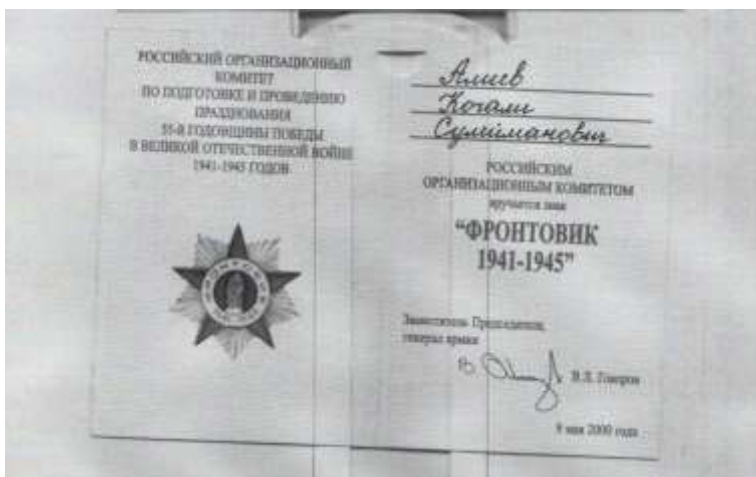 РОССИЙСКИЙ ОРГАНИЗАЦИОННЫЙ
КОМИТЕТ
ПО ПОДГОТОВКЕ И ПРОВЕДЕНИЮ
ПРАЗДНОВАНИЯ
55-Й ГОДОВЩИНЫ ПОБЕДЫ
В ВЕЛИКОЙ ОТЕЧЕСТВЕННОЙ ВОЙНЕ
1941-1945 ГОДОВ
Алиев
Когали
Сулейманович
РОССИЙСКИМ
ОРГАНИЗАЦИОННЫМ КОМИТЕТОМ
вручается знак
"ФРОНТОВИК
1941-1945"
Заместитель Председателя,
генерал армии
В.Л. Говоров
9 мая 2000 года